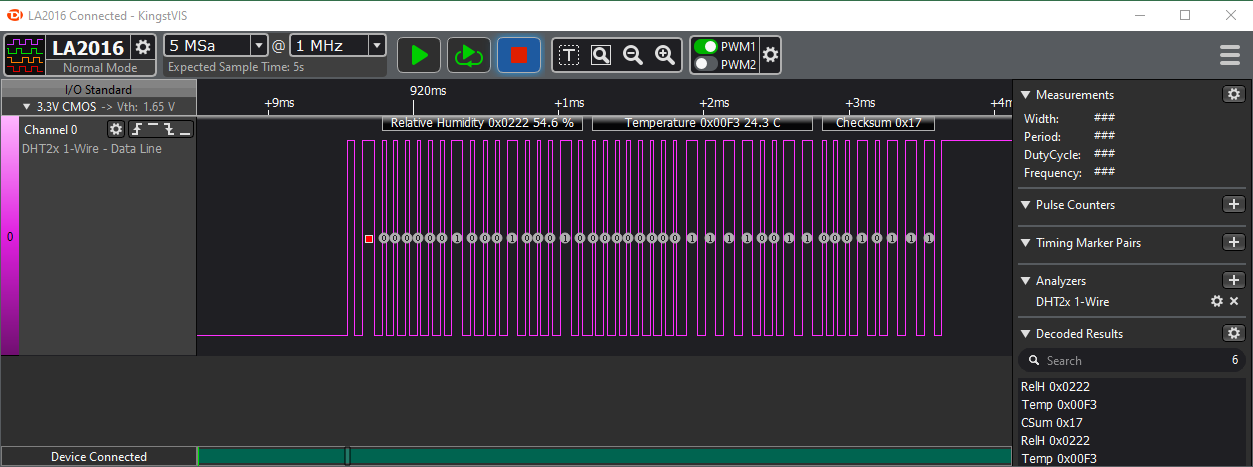 LA2016 Connected - KingstVIS
LA2016
Normal Mode
5 MSa @ 1 MHz
Expected Sample Time: 5s
T
PWM1
PWM2
I/O Standard
3.3V CMOS -> Vth: 1.65 V
920ms
+9ms +1ms +2ms +3ms +4m
Channel 0
DHT2x 1-Wire - Data Line
0
Relative Humidity 0x0222 54.6 % Temperature 0x00F3 24.3 C Checksum 0x17
0 0 0 0 0 0 1 0 0 0 1 0 0 0 1 0 0 0 0 0 0 0 0 0 1 1 1 1 0 0 1 1 0 0 0 1 0 1 1 1
Measurements
Width: ###
Period: ###
DutyCycle: ###
Frequency: ###
Pulse Counters
Timing Marker Pairs
Analyzers
DHT2x 1-Wire
Decoded Results
Search 6
RelH 0x0222
Temp 0x00F3
CSum 0x17
RelH 0x0222
Temp 0x00F3
Device Connected